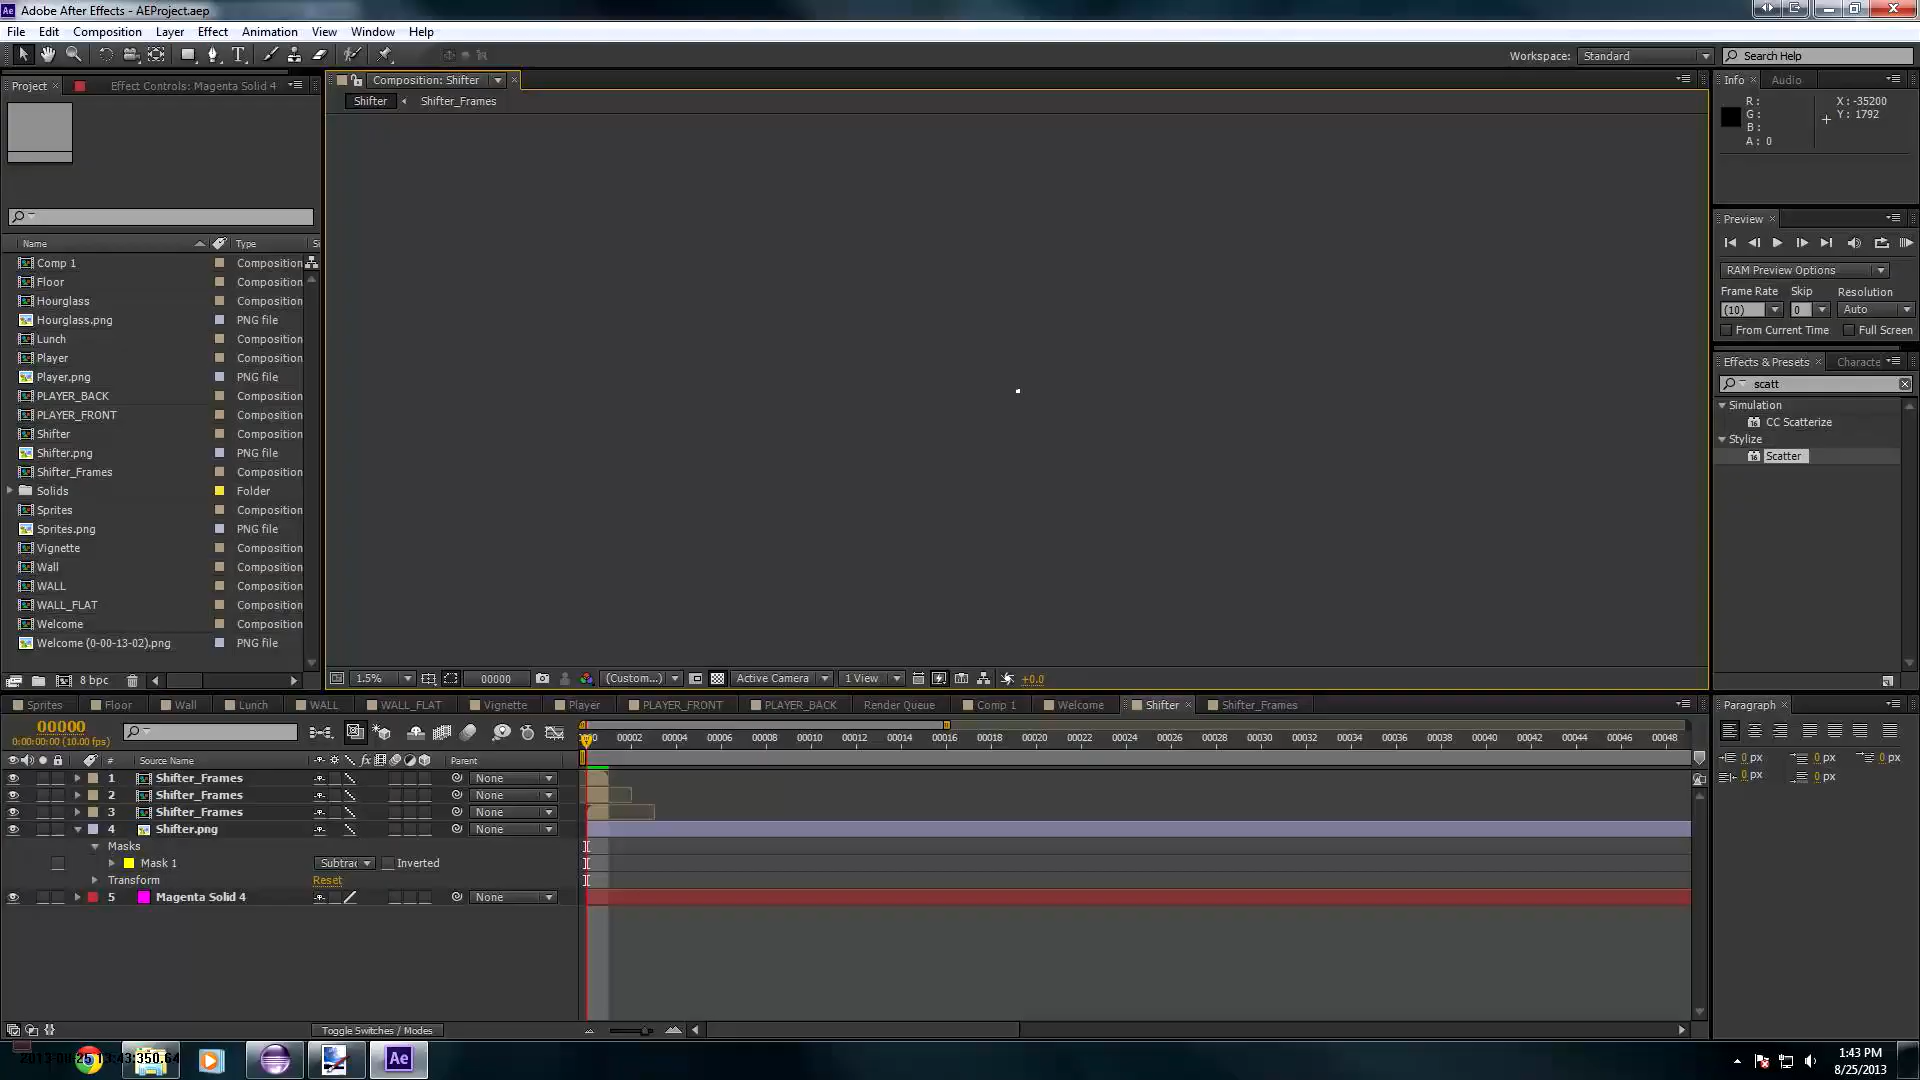 Adobe After Effects - AEProject.aep
File Edit Composition Layer Effect Animation View Window Help
Workspace: Standard Search Help
Project Effect Controls: Magenta Solid 4
Composition: Shifter
Info Audio
Shifter Shifter_Frames
R:
G:
B:
A: 0
X: -35200
Y: 1792
Preview
RAM Preview Options
Frame Rate Skip Resolution
(10) 0 Auto
From Current Time Full Screen
Effects & Presets Characte
scatt
Simulation
CC Scatterize
Stylize
Scatter
Name Type
Comp 1 Composition
Floor Composition
Hourglass Composition
Hourglass.png PNG file
Lunch Composition
Player Composition
Player.png PNG file
PLAYER_BACK Composition
PLAYER_FRONT Composition
Shifter Composition
Shifter.png PNG file
Shifter_Frames Composition
Solids Folder
Sprites Composition
Sprites.png PNG file
Vignette Composition
Wall Composition
WALL Composition
WALL_FLAT Composition
Welcome Composition
Welcome (0-00-13-02).png PNG file
8 bpc
1.5% 00000 (Custom...) Active Camera 1 View +0.0
Sprites Floor Wall Lunch WALL WALL_FLAT Vignette Player PLAYER_FRONT PLAYER_BACK Render Queue Comp 1 Welcome Shifter Shifter_Frames
00000
0:00:00:00 (10.00 fps)
00002 00004 00006 00008 00010 00012 00014 00016 00018 00020 00022 00024 00026 00028 00030 00032 00034 00036 00038 00040 00042 00044 00046 00048
# Source Name Parent
1 Shifter_Frames None
2 Shifter_Frames None
3 Shifter_Frames None
4 Shifter.png None
Masks
Mask 1 Subtrac Inverted
Transform Reset
5 Magenta Solid 4 None
Toggle Switches / Modes
Paragraph
0 px 0 px 0 px
0 px 0 px
Ae
1:43 PM
8/25/2013